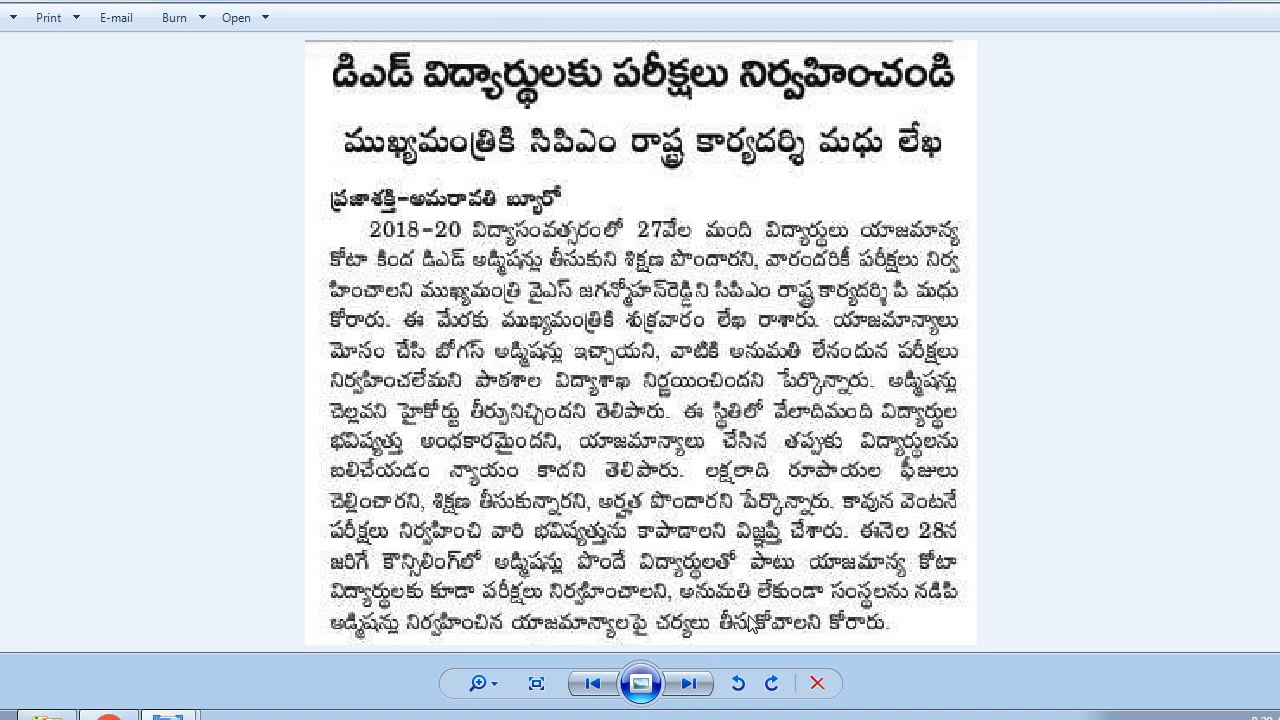 Print E-mail Burn Open
డిఎడ్ విద్యార్థులకు పరీక్షలు నిర్వహించండి
ముఖ్యమంత్రికి సిపిఎం రాష్ట్ర కార్యదర్శి మధు లేఖ
ప్రజాశక్తి-అమరావతి బ్యూరో
2018-20 విద్యాసంవత్సరంలో 27వేల మంది విద్యార్థులు యాజమాన్య
కోటా కింద డిఎడ్ అడ్మిషన్లు తీసుకుని శిక్షణ పొందారని, వారందరికీ పరీక్షలు నిర్వ
హించాలని ముఖ్యమంత్రి వైఎస్ జగన్మోహన్‌రెడ్డిని సిపిఎం రాష్ట్ర కార్యదర్శి పి మధు
కోరారు. ఈ మేరకు ముఖ్యమంత్రికి శుక్రవారం లేఖ రాశారు. యాజమాన్యాలు
మోసం చేసి బోగస్ అడ్మిషన్లు ఇచ్చాయని, వాటికి అనుమతి లేనందున పరీక్షలు
నిర్వహించలేమని పాఠశాల విద్యాశాఖ నిర్ణయించిందని పేర్కొన్నారు. అడ్మిషన్లు
చెల్లవని హైకోర్టు తీర్పునిచ్చిందని తెలిపారు. ఈ స్థితిలో వేలాదిమంది విద్యార్థుల
భవిష్యత్తు అంధకారమైందని, యాజమాన్యాలు చేసిన తప్పకు విద్యార్థులను
బలిచేయడం న్యాయం కాదని తెలిపారు. లక్షలాది రూపాయల ఫీజులు
చెల్లించారని, శిక్షణ తీసుకున్నారని, అర్హత పొందారని పేర్కొన్నారు. కావున వెంటనే
పరీక్షలు నిర్వహించి వారి భవిష్యత్తును కాపాడాలని విజ్ఞప్తి చేశారు. ఈనెల 28న
జరిగే కౌన్సిలింగ్‌లో అడ్మిషన్లు పొందే విద్యార్థులతో పాటు యాజమాన్య కోటా
విద్యార్థులకు కూడా పరీక్షలు నిర్వహించాలని, అనుమతి లేకుండా సంస్థలను నడిపి
అడ్మిషన్లు నిర్వహించిన యాజమాన్యాలపై చర్యలు తీసుకోవాలని కోరారు.